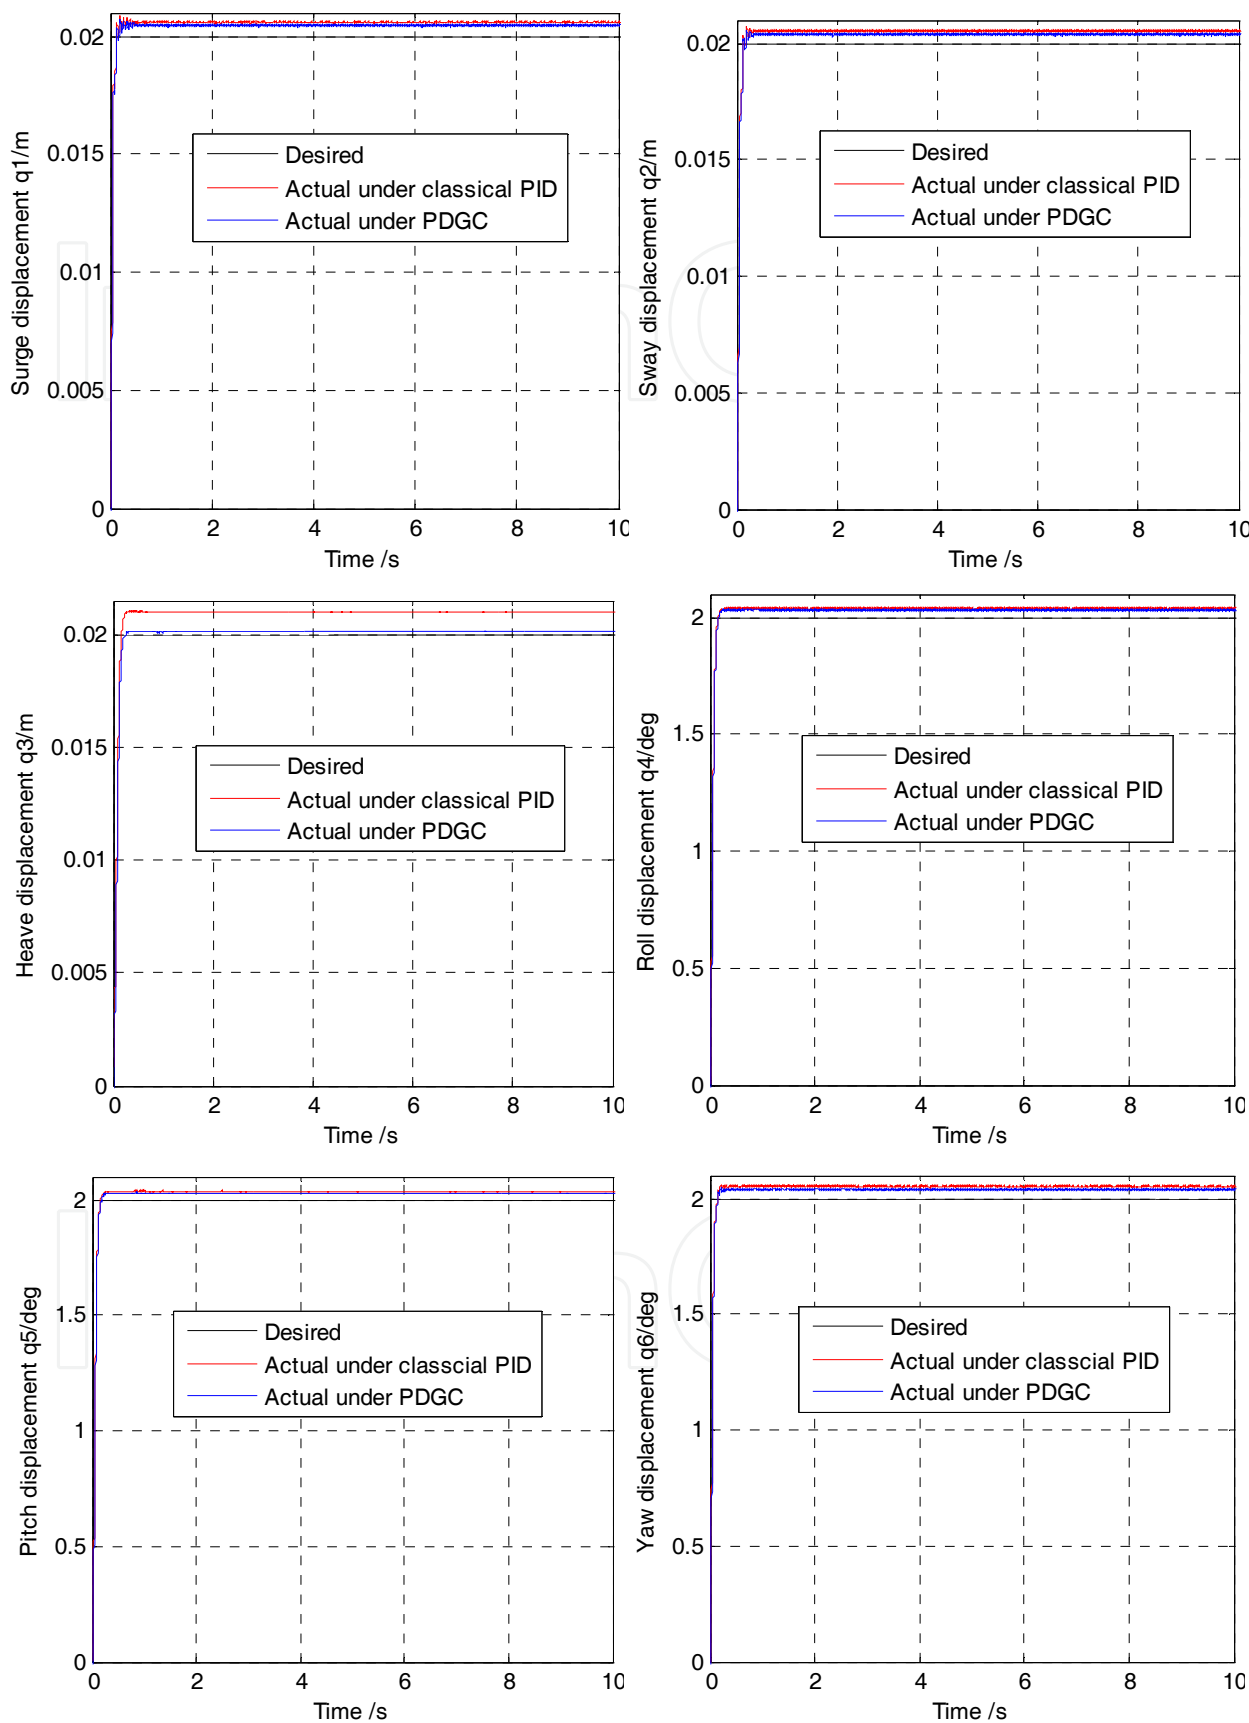 Surge displacement q1/m
0.02
0.015
0.01
0.005
0
0 2 4 6 8 10
Time /s
Desired
Actual under classical PID
Actual under PDGC
Sway displacement q2/m
0.02
0.015
0.01
0.005
0
0 2 4 6 8 10
Time /s
Desired
Actual under classical PID
Actual under PDGC
Heave displacement q3/m
0.02
0.015
0.01
0.005
0
0 2 4 6 8 10
Time /s
Desired
Actual under classical PID
Actual under PDGC
Roll displacement q4/deg
2
1.5
1
0.5
0
0 2 4 6 8 10
Time /s
Desired
Actual under classical PID
Actual under PDGC
Pitch displacement q5/deg
2
1.5
1
0.5
0
0 2 4 6 8 10
Time /s
Desired
Actual under classcial PID
Actual under PDGC
Yaw displacement q6/deg
2
1.5
1
0.5
0
0 2 4 6 8 10
Time /s
Desired
Actual under classcial PID
Actual under PDGC